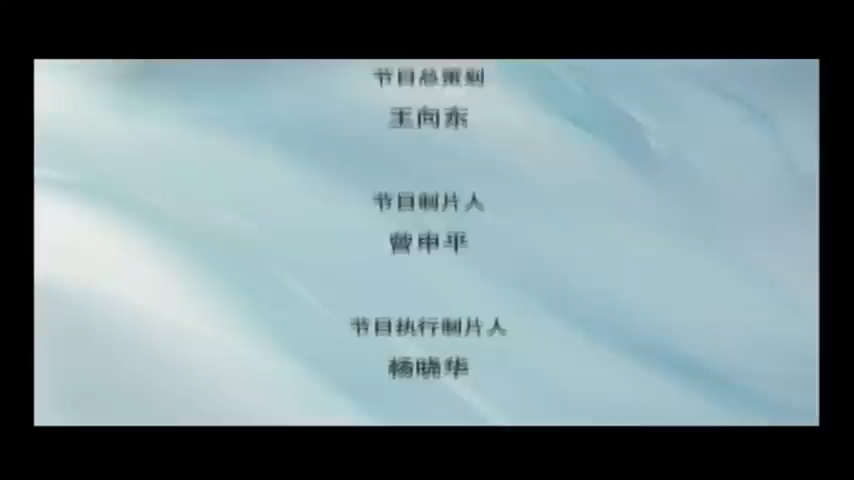 节目总策划
王向东
节目制片人
曾申平
节目执行制片人
杨晓华